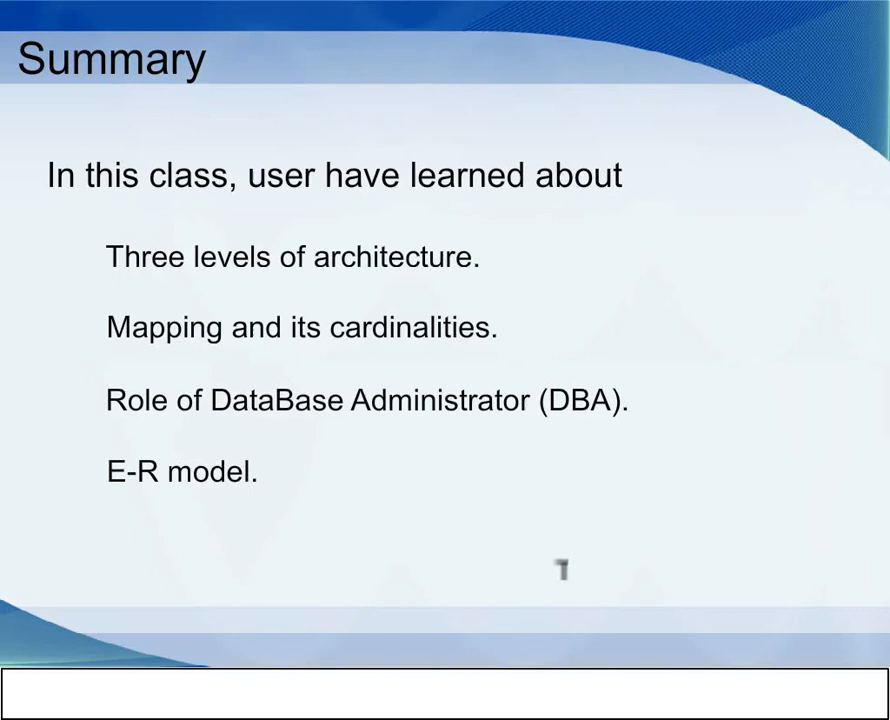 Summary
In this class, user have learned about
Three levels of architecture.
Mapping and its cardinalities.
Role of DataBase Administrator (DBA).
E-R model.